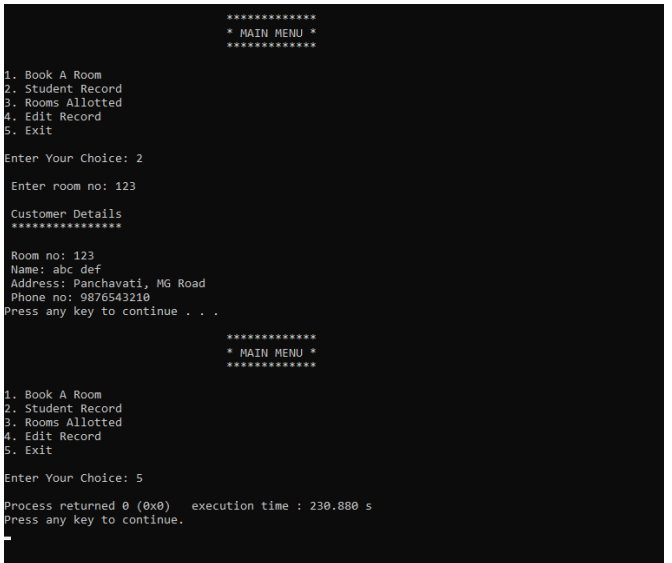 *************
* MAIN MENU *
*************
1. Book A Room
2. Student Record
3. Rooms Allotted
4. Edit Record
5. Exit
Enter Your Choice: 2
Enter room no: 123
Customer Details
****************
Room no: 123
Name: abc def
Address: Panchavati, MG Road
Phone no: 9876543210
Press any key to continue . . .
*************
* MAIN MENU *
*************
1. Book A Room
2. Student Record
3. Rooms Allotted
4. Edit Record
5. Exit
Enter Your Choice: 5
Process returned 0 (0x0)   execution time : 230.880 s
Press any key to continue.